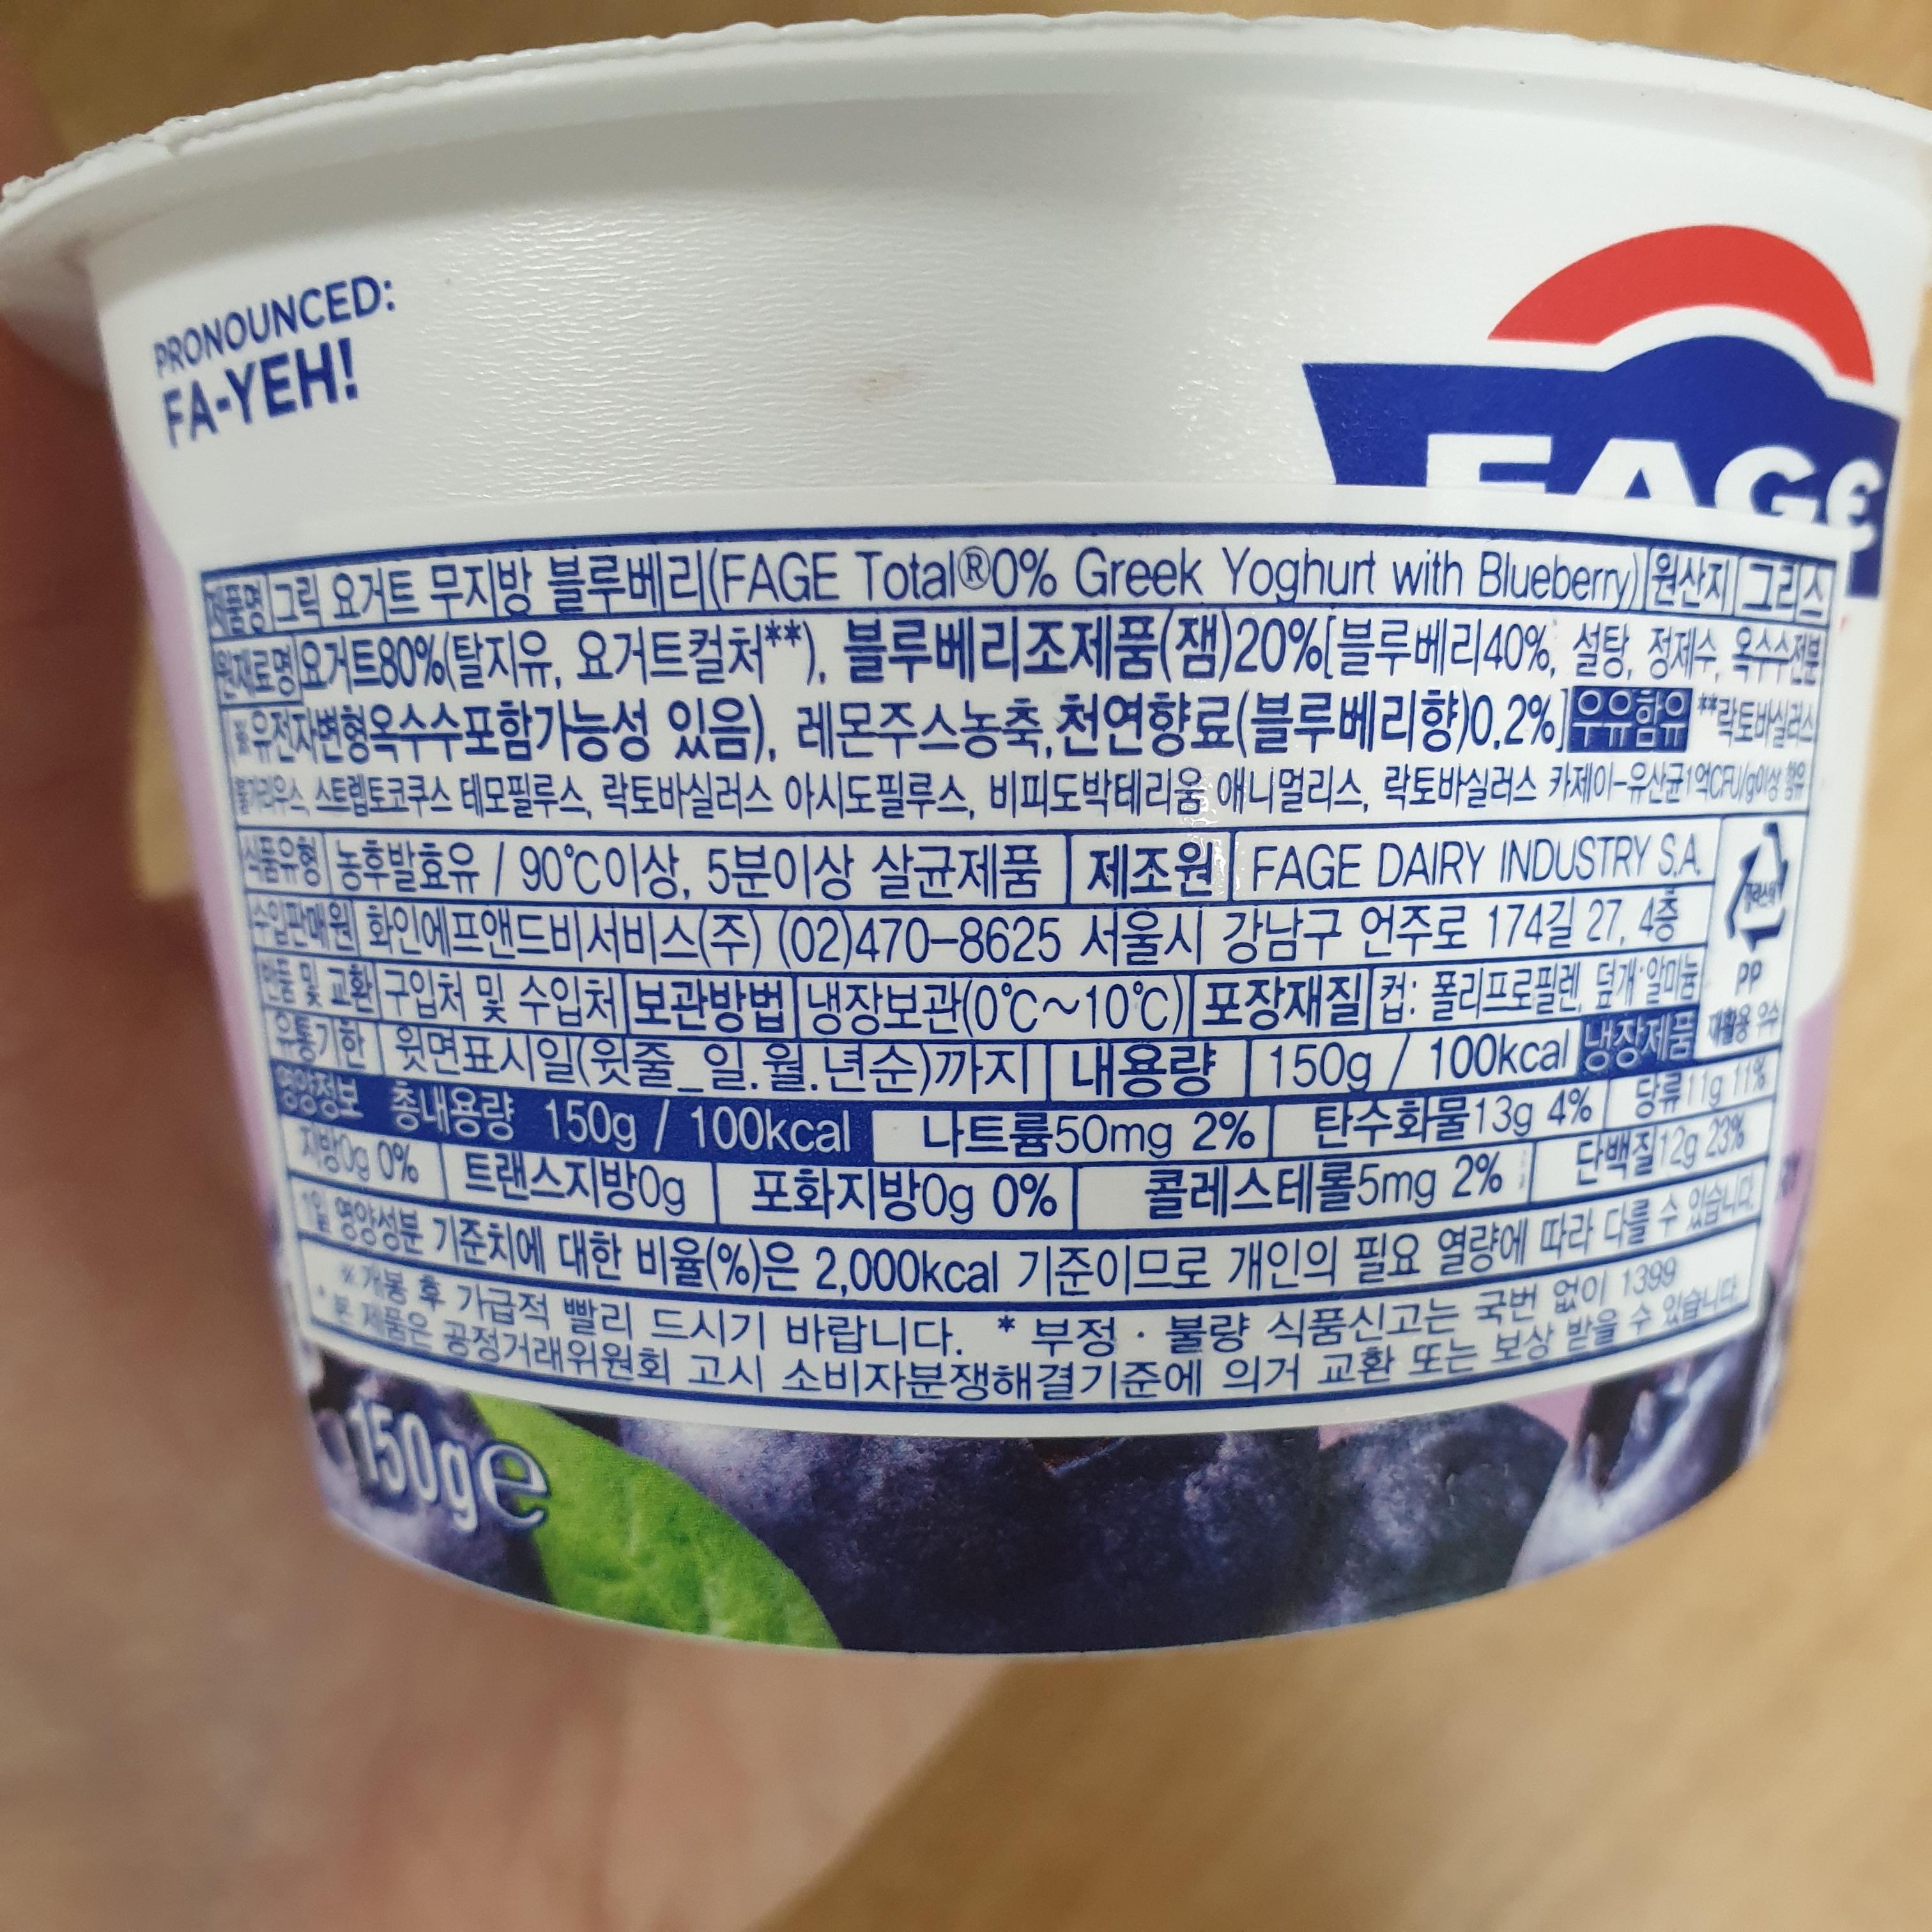 PRONOUNCED:
FA-YEH!
FAGE
제품명 그릭 요거트 무지방 블루베리(FAGE Total®0% Greek Yoghurt with Blueberry) 원산지 그리스
원재료명 요거트80%(탈지유, 요거트컬처**), 블루베리조제품(잼)20%[블루베리40%, 설탕, 정제수, 옥수수전분
(※유전자변형옥수수포함가능성 있음), 레몬주스농축,천연향료(블루베리향)0.2%] 우유함유 **락토바실러스
불가리우스, 스트렙토코쿠스 테모필루스, 락토바실러스 아시도필루스, 비피도박테리움 애니멀리스, 락토바실러스 카제이-유산균1억CFU/g이상 함유
식품유형 농후발효유 / 90℃이상, 5분이상 살균제품 제조원 FAGE DAIRY INDUSTRY S.A.
수입판매원 화인에프앤드비서비스(주) (02)470-8625 서울시 강남구 언주로 174길 27, 4층
반품 및 교환 구입처 및 수입처 보관방법 냉장보관(0℃~10℃) 포장재질 컵: 폴리프로필렌, 덮개:알미늄
플라스틱
PP
재활용 우수
유통기한 윗면표시일(윗줄_일.월.년순)까지 내용량 150g / 100kcal 냉장제품
영양정보 총내용량 150g / 100kcal 나트륨50mg 2% 탄수화물13g 4% 당류11g 11%
지방0g 0% 트랜스지방0g 포화지방0g 0% 콜레스테롤5mg 2% 단백질12g 23%
1일 영양성분 기준치에 대한 비율(%)은 2,000kcal 기준이므로 개인의 필요 열량에 따라 다를 수 있습니다.
※개봉 후 가급적 빨리 드시기 바랍니다. * 부정 · 불량 식품신고는 국번 없이 1399
* 본 제품은 공정거래위원회 고시 소비자분쟁해결기준에 의거 교환 또는 보상 받을 수 있습니다.
150g℮